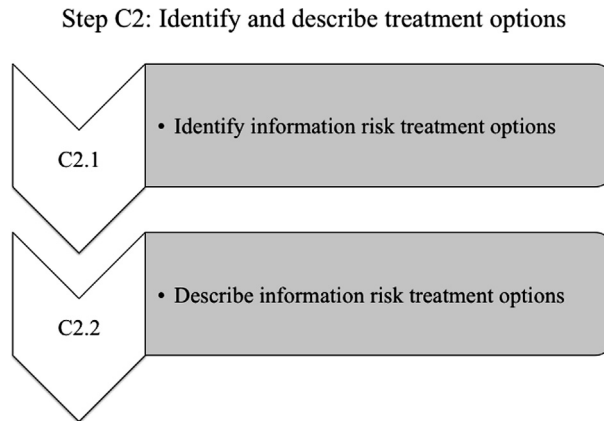 Step C2: Identify and describe treatment options
C2.1
• Identify information risk treatment options
C2.2
• Describe information risk treatment options